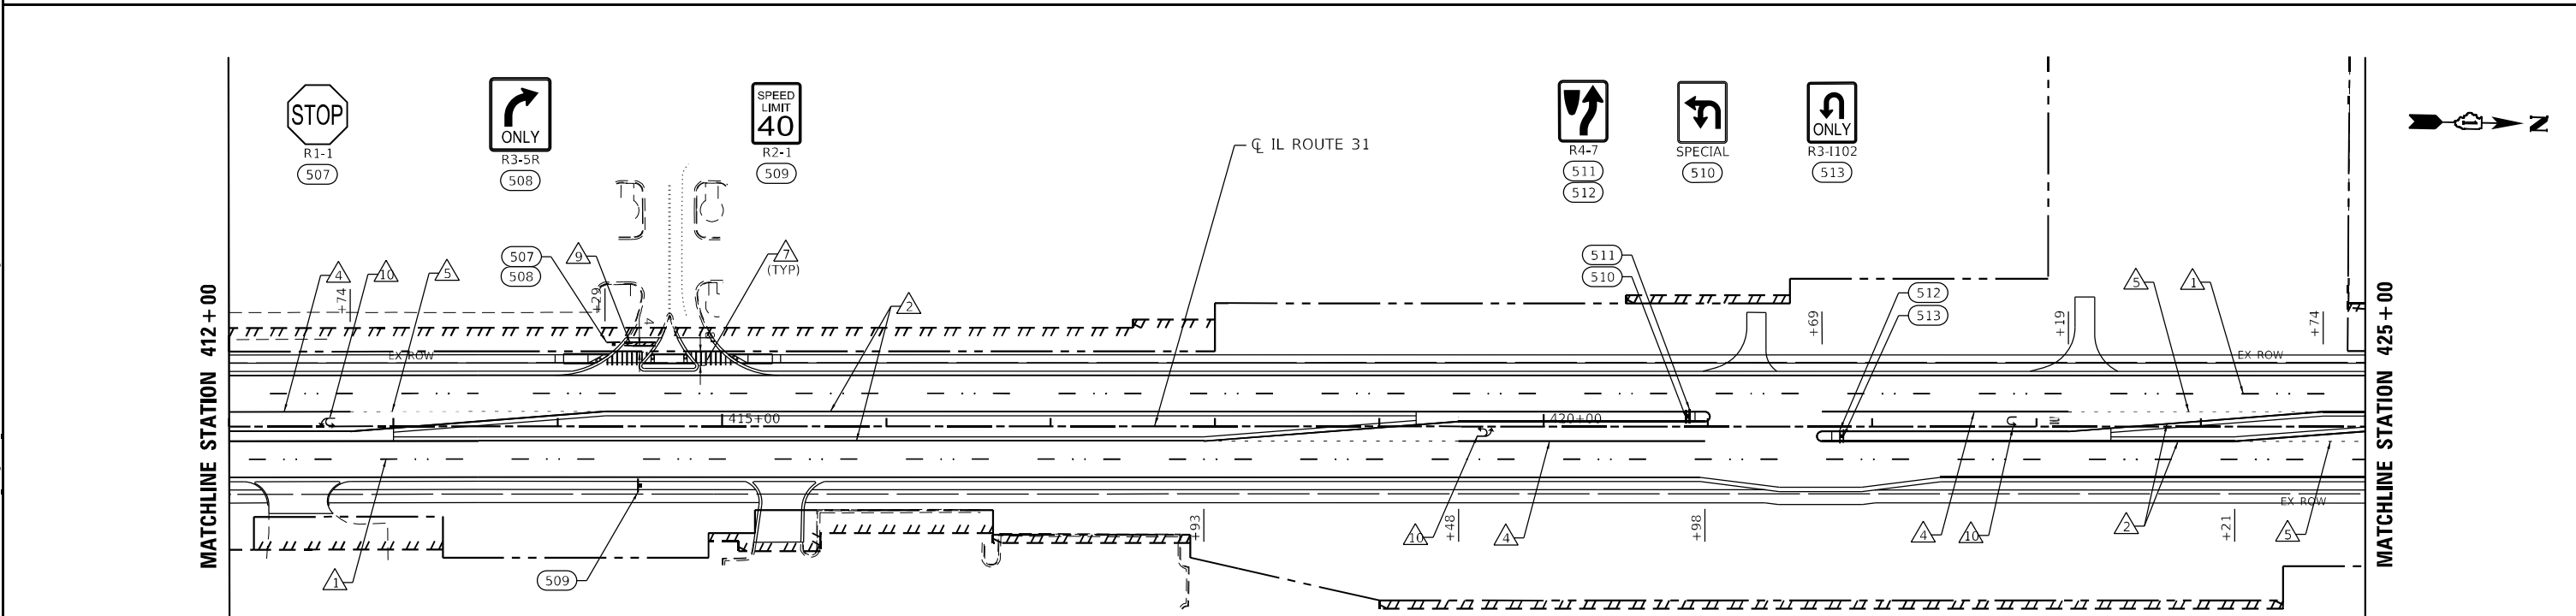 STOP
R1-1
507
ONLY
R3-5R
508
SPEED
LIMIT
40
R2-1
509
℄ IL ROUTE 31
R4-7
511
512
SPECIAL
510
ONLY
R3-I102
513
N
MATCHLINE STATION 412+00
4
10
+74
5
507
508
9
+29
7
(TYP)
2
511
510
512
513
+69
+19
5
1
+74
MATCHLINE STATION 425+00
EX ROW
4
EX ROW
415+00
420+00
EX ROW
1
509
+93
10
+48
4
+98
4
10
2
+21
5